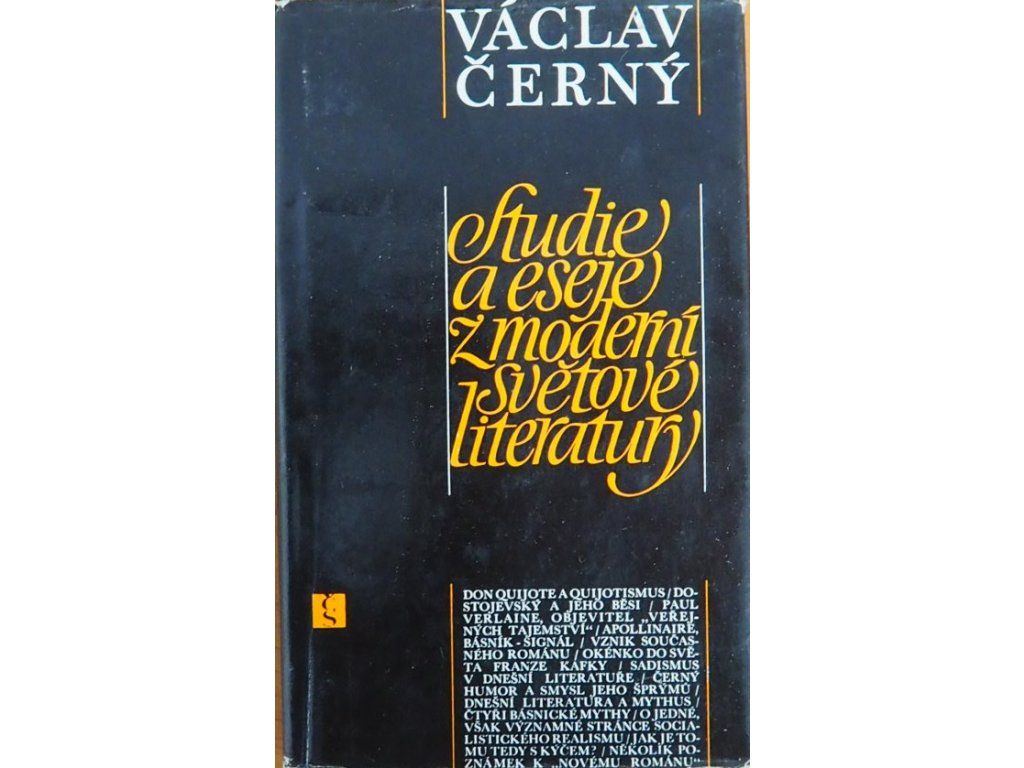 VÁCLAV
ČERNÝ
Studie
a eseje
z moderní
světové
literatury
čs
DON QUIJOTE A QUIJOTISMUS / DO-
STOJEVSKÝ A JEHO BĚSI / PAUL
VERLAINE, OBJEVITEL „VEŘEJ-
NÝCH TAJEMSTVÍ“ / APOLLINAIRE,
BÁSNÍK - SIGNÁL / VZNIK SOUČAS-
NÉHO ROMÁNU / OKÉNKO DO SVĚ-
TA FRANZE KAFKY / SADISMUS
V DNEŠNÍ LITERATUŘE / ČERNÝ
HUMOR A SMYSL JEHO ŠPRÝMŮ /
DNEŠNÍ LITERATURA A MYTHUS /
ČTYŘI BÁSNICKÉ MYTHY / O JEDNÉ,
VŠAK VÝZNAMNÉ STRÁNCE SOCIA-
LISTICKÉHO REALISMU / JAK JE TO-
MU TEDY S KÝČEM? / NĚKOLIK PO-
ZNÁMEK K „NOVÉMU ROMÁNU“